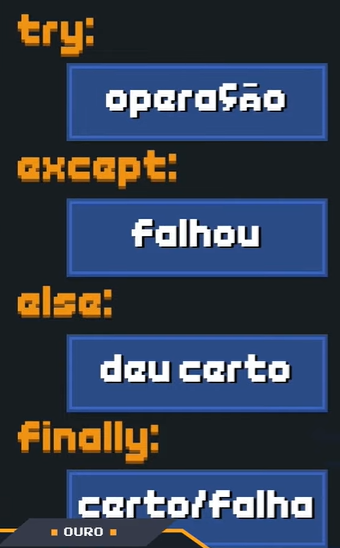 try:
operação
except:
falhou
else:
deu certo
finally:
certo/falha
OURO